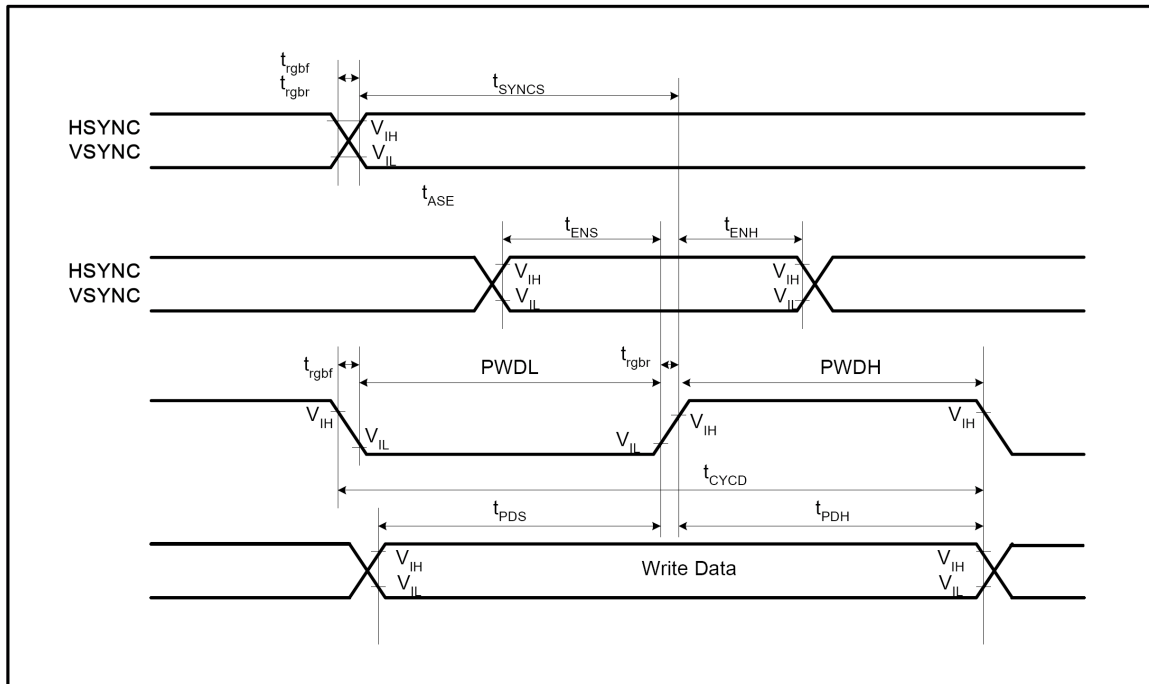 t_rgbf
t_rgbr
t_SYNCS
HSYNC
VSYNC
V_IH
V_IL
t_ASE
t_ENS
t_ENH
HSYNC
VSYNC
V_IH
V_IL
V_IH
V_IL
t_rgbf
PWDL
t_rgbr
PWDH
V_IH
V_IL
V_IL
V_IH
V_IH
t_CYCD
t_PDS
t_PDH
V_IH
V_IL
Write Data
V_IH
V_IL